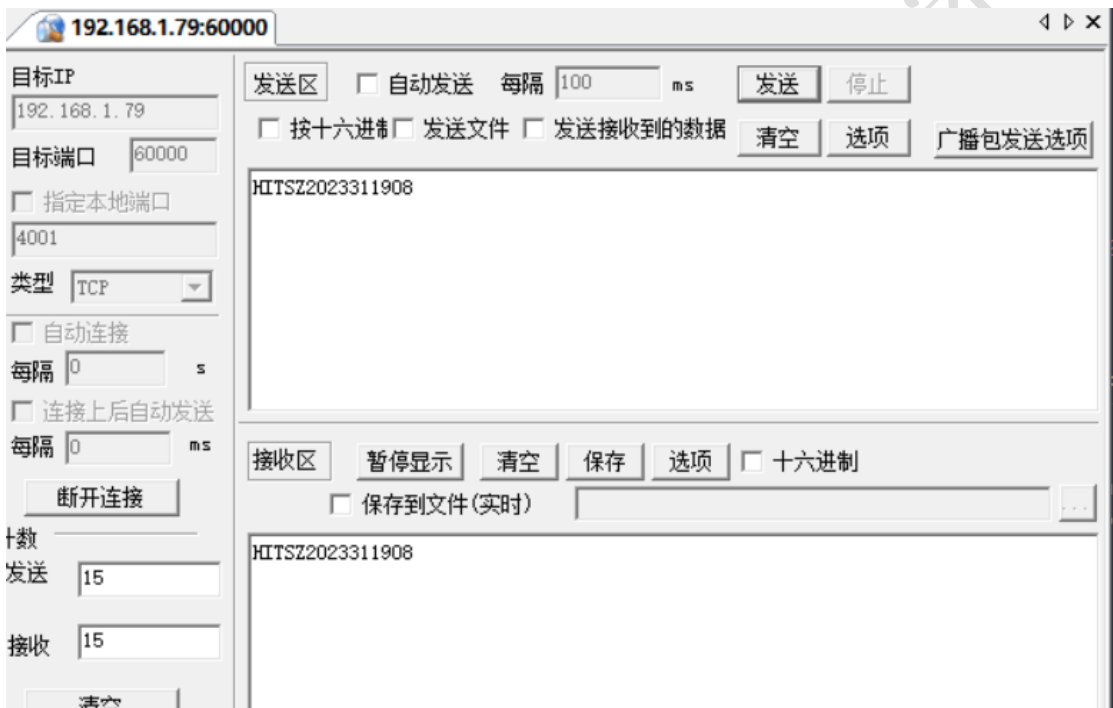 192.168.1.79:60000
目标IP
192.168.1.79
目标端口 60000
指定本地端口
4001
类型 TCP
自动连接
每隔 0 s
连接上后自动发送
每隔 0 ms
断开连接
计数
发送 15
接收 15
清空
发送区 自动发送 每隔 100 ms 发送 停止
按十六进制 发送文件 发送接收到的数据 清空 选项 广播包发送选项
HITSZ2023311908
接收区 暂停显示 清空 保存 选项 十六进制
保存到文件(实时) ...
HITSZ2023311908